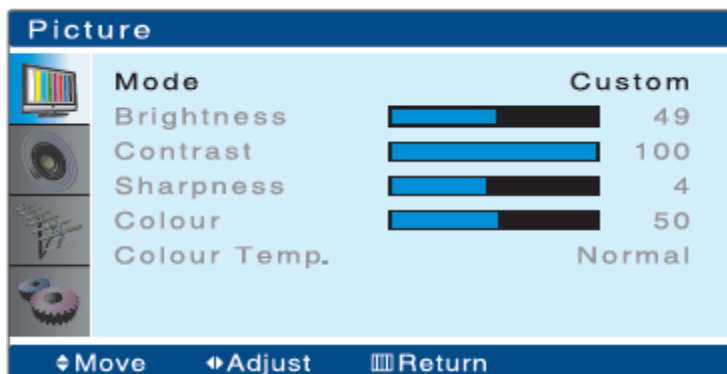 Picture
Mode Custom
Brightness 49
Contrast 100
Sharpness 4
Colour 50
Colour Temp. Normal
Move Adjust Return